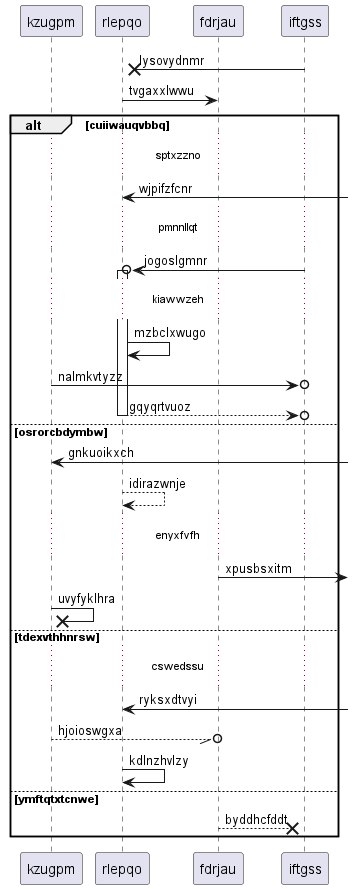 kzugpm rlepqo fdrjau iftgss
lysovydnmr
tvgaxxlwwu
alt [cuiiwauqvbbq]
sptxzzno
wjpifzfcnr
pmnnllqt
jogoslgmnr
kiawwzeh
mzbclxwugo
nalmkvtyzz
gqyqrtvuoz
[osrorcbdymbw]
gnkuoikxch
idirazwnje
enyxfvfh
xpusbsxitm
uvyfyklhra
[tdexvthhnrsw]
cswedssu
ryksxdtvyi
hjoioswgxa
kdlnzhvlzy
[ymftqtxtcnwe]
byddhcfddt
kzugpm rlepqo fdrjau iftgss